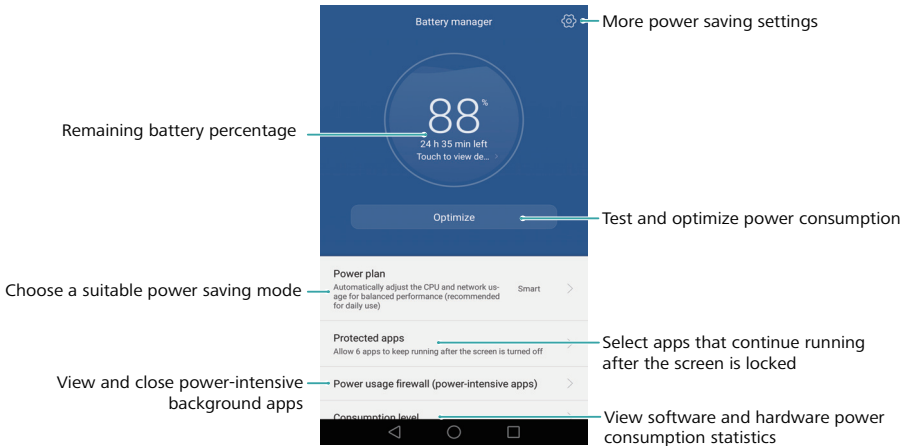 Battery manager
More power saving settings
88%
Remaining battery percentage
24 h 35 min left
Touch to view de...
Optimize
Test and optimize power consumption
Power plan
Choose a suitable power saving mode
Automatically adjust the CPU and network us-
age for balanced performance (recommended
for daily use)
Smart
Protected apps
Allow 6 apps to keep running after the screen is turned off
Select apps that continue running
after the screen is locked
View and close power-intensive
background apps
Power usage firewall (power-intensive apps)
Consumption level
View software and hardware power
consumption statistics